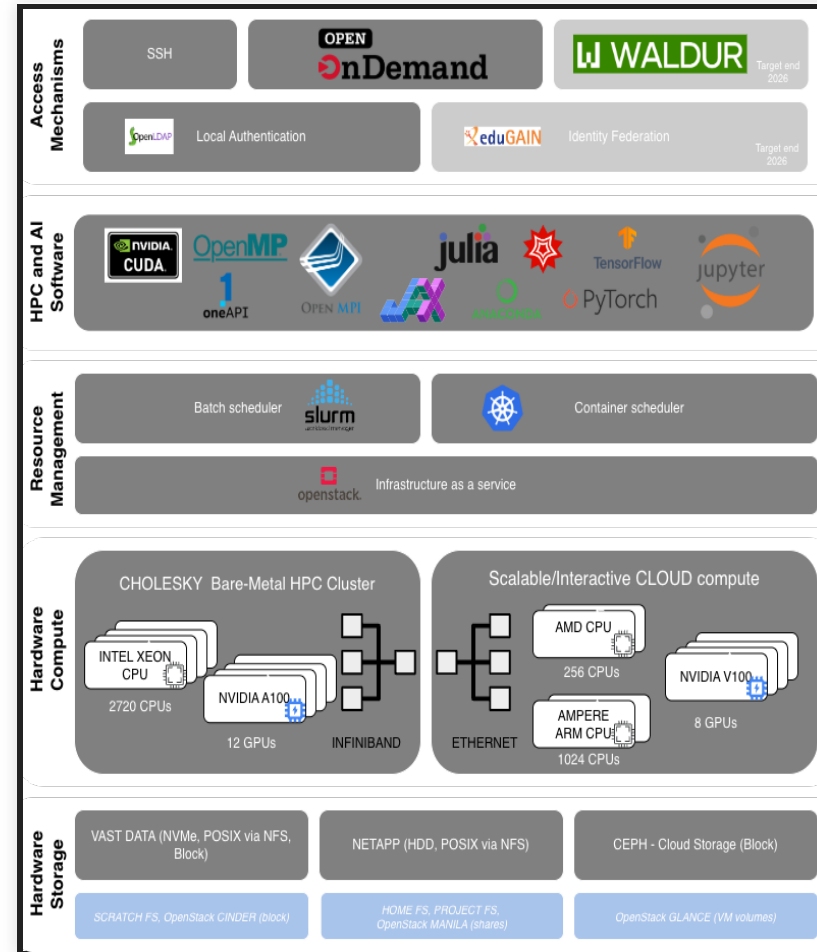 Access
Mechanisms
SSH
OPEN
OnDemand
WALDUR
Target end
2026
OpenLDAP
Local Authentication
eduGAIN
Identity Federation
Target end
2026
HPC and AI
Software
NVIDIA.
CUDA.
OpenMP
1
oneAPI
OPEN MPI
julia
JAX
ANACONDA
TensorFlow
PyTorch
jupyter
Resource
Management
Batch scheduler
slurm
workload manager
Container scheduler
openstack.
Infrastructure as a service
Hardware
Compute
CHOLESKY Bare-Metal HPC Cluster
INTEL XEON
CPU
2720 CPUs
NVIDIA A100
12 GPUs
INFINIBAND
Scalable/Interactive CLOUD compute
ETHERNET
AMD CPU
256 CPUs
AMPERE
ARM CPU
1024 CPUs
NVIDIA V100
8 GPUs
Hardware
Storage
VAST DATA (NVMe, POSIX via NFS,
Block)
NETAPP (HDD, POSIX via NFS)
CEPH - Cloud Storage (Block)
SCRATCH FS, OpenStack CINDER (block)
HOME FS, PROJECT FS,
OpenStack MANILA (shares)
OpenStack GLANCE (VM volumes)